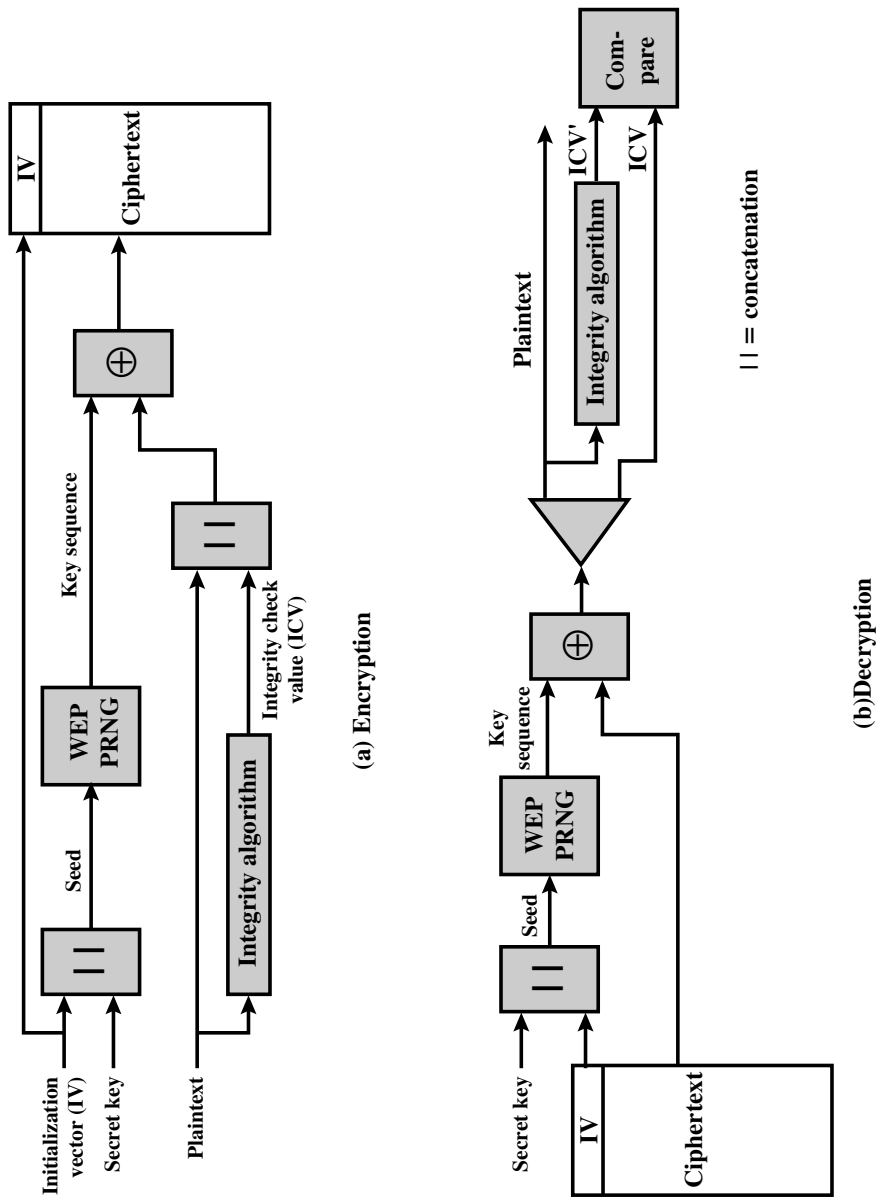 IV
Ciphertext
⊕
Key sequence
| |
WEP
PRNG
Integrity check
value (ICV)
Seed
| |
Integrity algorithm
Initialization
vector (IV)
Secret key
Plaintext
(a) Encryption
Com-
pare
ICV'
ICV
Plaintext
Integrity algorithm
⊕
Key
sequence
WEP
PRNG
Seed
| |
Secret key
IV
Ciphertext
| | = concatenation
(b)Decryption